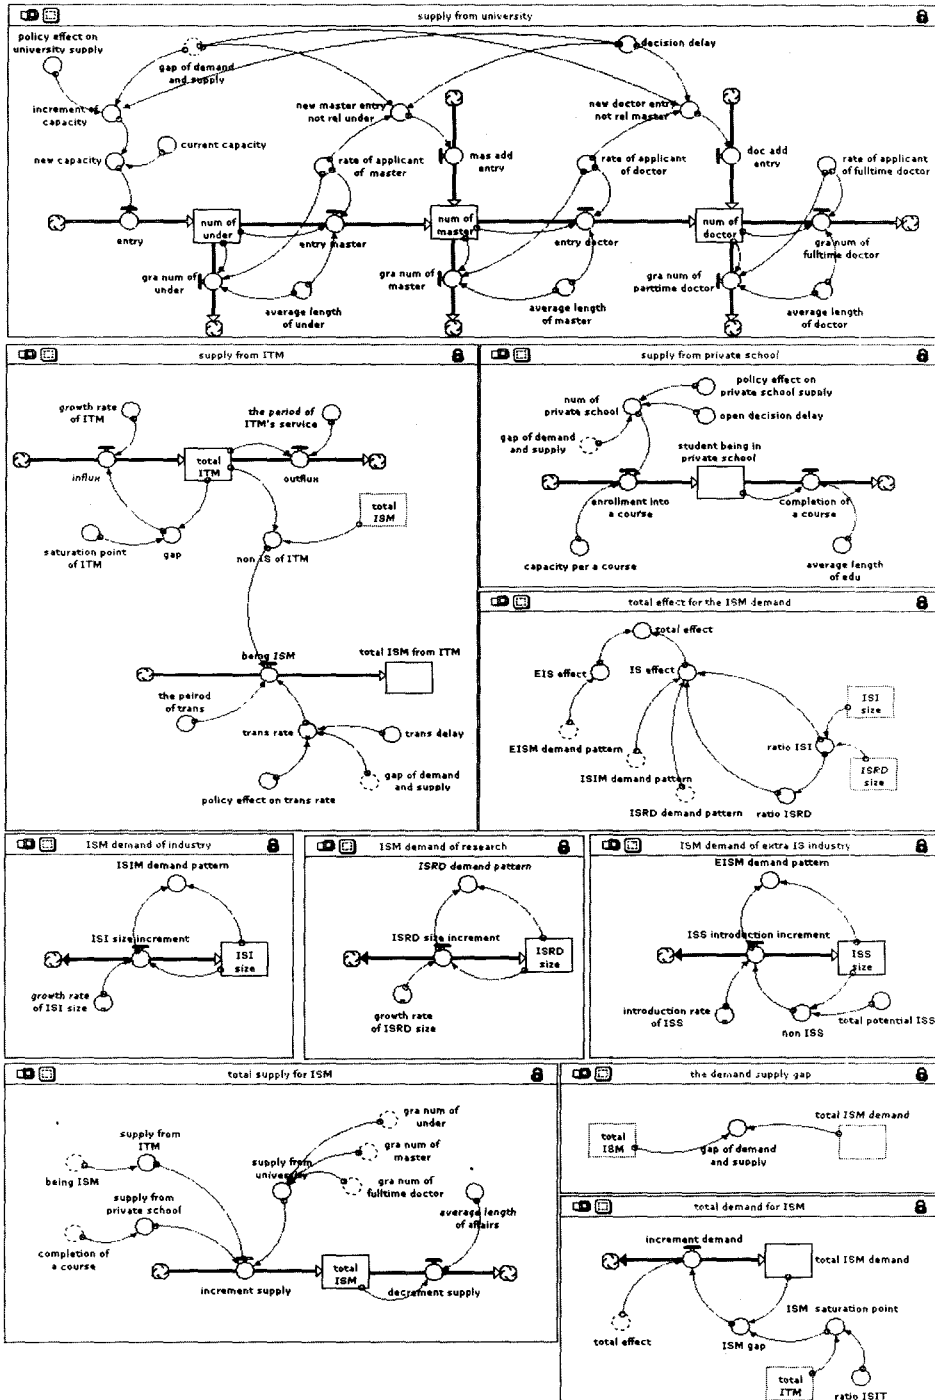 supply from university
policy effect on
university supply
gap of demand
and supply
decision delay
increment of
capacity
new master entry
not rel under
new doctor entry
not rel master
new capacity
current capacity
rate of applicant
of master
mas add
entry
rate of applicant
of doctor
doc add
entry
rate of applicant
of fulltime doctor
entry
num of
under
entry master
num of
master
entry doctor
num of
doctor
gra num of
fulltime doctor
gra num of
under
average length
of under
gra num of
master
average length
of master
gra num of
parttime doctor
average length
of doctor
supply from ITM
growth rate
of ITM
the period of
ITM's service
influx
total
ITM
outflux
total
ISM
saturation point
of ITM
gap
non IS of ITM
being ISM
total ISM from ITM
the peirod
of trans
trans rate
trans delay
policy effect on trans rate
gap of demand
and supply
supply from private school
num of
private school
policy effect on
private school supply
open decision delay
gap of demand
and supply
student being in
private school
enrollment into
a course
completion of
a course
capacity per a course
average length
of edu
total effect for the ISM demand
total effect
EIS effect
IS effect
ISI
size
EISM demand pattern
ratio ISI
ISIM demand pattern
ISRD
size
ISRD demand pattern
ratio ISRD
ISM demand of industry
ISIM demand pattern
ISI size increment
ISI
size
growth rate
of ISI size
ISM demand of research
ISRD demand pattern
ISRD size increment
ISRD
size
growth rate
of ISRD size
ISM demand of extra IS industry
EISM demand pattern
ISS introduction increment
ISS
size
introduction rate
of ISS
non ISS
total potential ISS
total supply for ISM
supply from
ITM
gra num of
under
gra num of
master
being ISM
supply from
university
gra num of
fulltime doctor
supply from
private school
average length
of affairs
completion of
a course
increment supply
total
ISM
decrement supply
the demand supply gap
total ISM demand
total
ISM
gap of demand
and supply
total demand for ISM
increment demand
total ISM demand
total effect
ISM gap
ISM saturation point
total
ITM
ratio ISIT